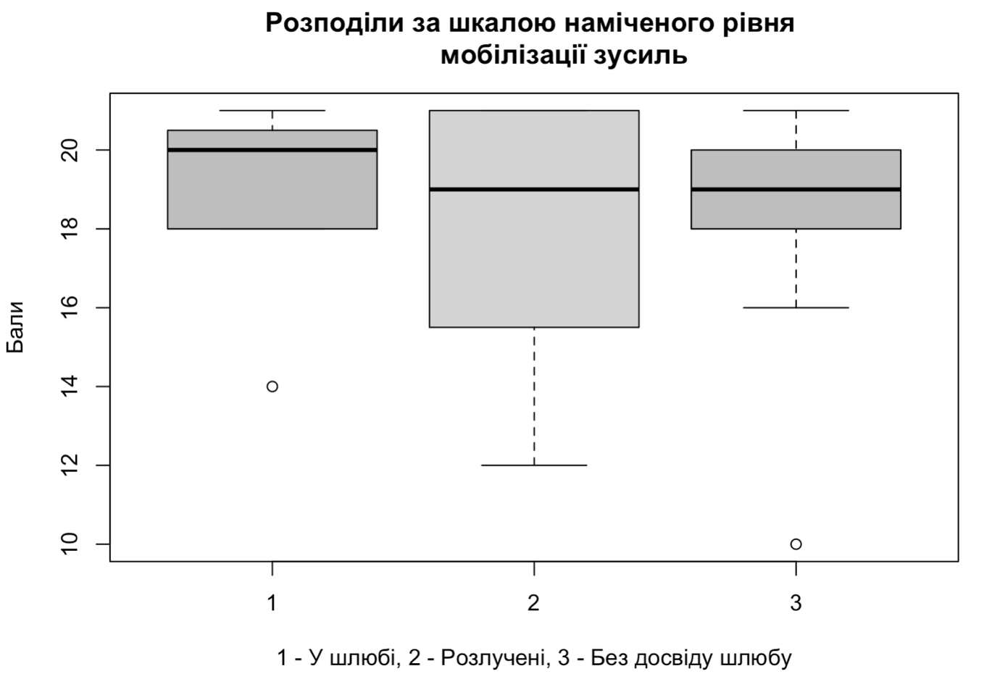 Розподіли за шкалою наміченого рівня
мобілізації зусиль
Бали
20
18
16
14
12
10
1
2
3
1 - У шлюбі, 2 - Розлучені, 3 - Без досвіду шлюбу